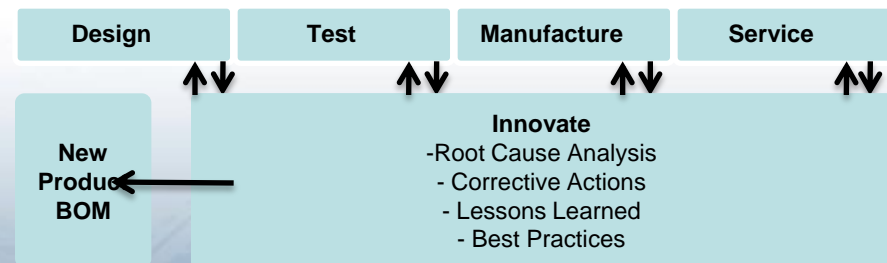 Design
Test
Manufacture
Service
New
Produc
BOM
Innovate
-Root Cause Analysis
- Corrective Actions
- Lessons Learned
- Best Practices